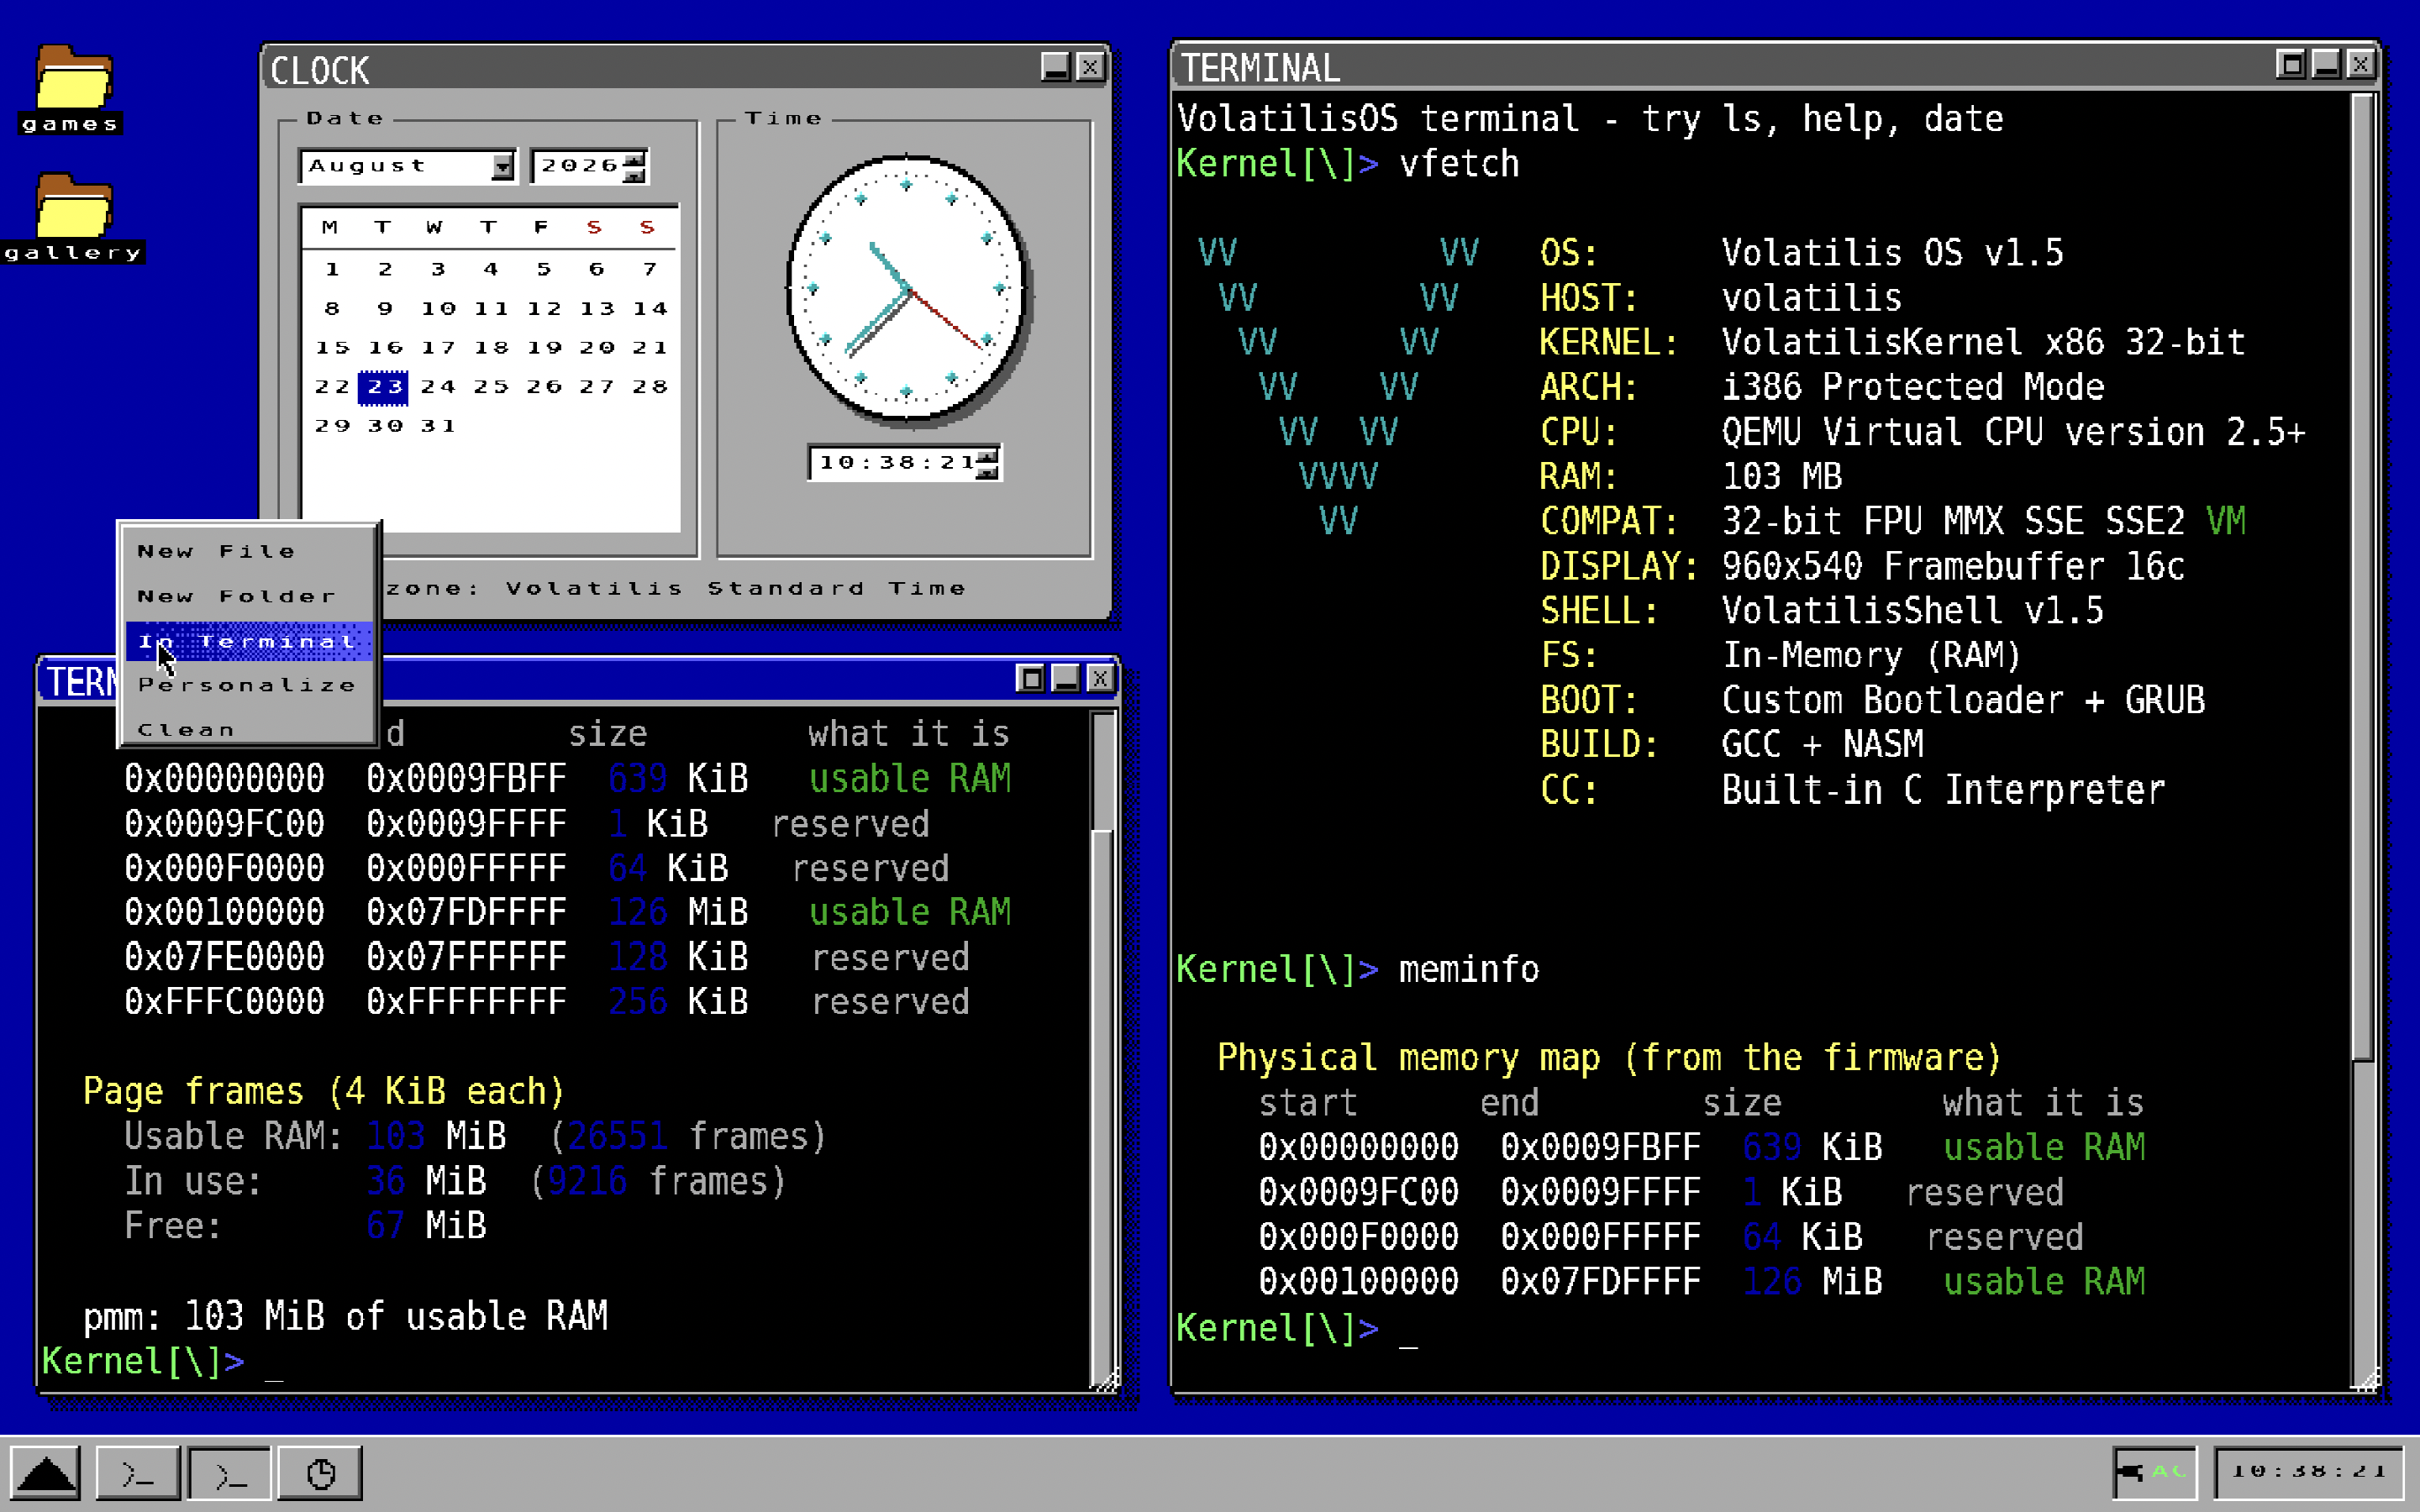 games
gallery
CLOCK
Date
August
2026
M T W T F S S
1 2 3 4 5 6 7
8 9 10 11 12 13 14
15 16 17 18 19 20 21
22 23 24 25 26 27 28
29 30 31
Time
10:38:21
zone: Volatilis Standard Time
New File
New Folder
In Terminal
Personalize
Clean
TERM
d size what it is
0x00000000 0x0009FBFF 639 KiB usable RAM
0x0009FC00 0x0009FFFF 1 KiB reserved
0x000F0000 0x000FFFFF 64 KiB reserved
0x00100000 0x07FDFFFF 126 MiB usable RAM
0x07FE0000 0x07FFFFFF 128 KiB reserved
0xFFFC0000 0xFFFFFFFF 256 KiB reserved
Page frames (4 KiB each)
Usable RAM: 103 MiB (26551 frames)
In use: 36 MiB (9216 frames)
Free: 67 MiB
pmm: 103 MiB of usable RAM
Kernel[\]> _
TERMINAL
VolatilisOS terminal - try ls, help, date
Kernel[\]> vfetch
VV VV OS: Volatilis OS v1.5
VV VV HOST: volatilis
VV VV KERNEL: VolatilisKernel x86 32-bit
VV VV ARCH: i386 Protected Mode
VV VV CPU: QEMU Virtual CPU version 2.5+
VVVV RAM: 103 MB
VV COMPAT: 32-bit FPU MMX SSE SSE2 VM
DISPLAY: 960x540 Framebuffer 16c
SHELL: VolatilisShell v1.5
FS: In-Memory (RAM)
BOOT: Custom Bootloader + GRUB
BUILD: GCC + NASM
CC: Built-in C Interpreter
Kernel[\]> meminfo
Physical memory map (from the firmware)
start end size what it is
0x00000000 0x0009FBFF 639 KiB usable RAM
0x0009FC00 0x0009FFFF 1 KiB reserved
0x000F0000 0x000FFFFF 64 KiB reserved
0x00100000 0x07FDFFFF 126 MiB usable RAM
Kernel[\]> _
AC
10:38:21